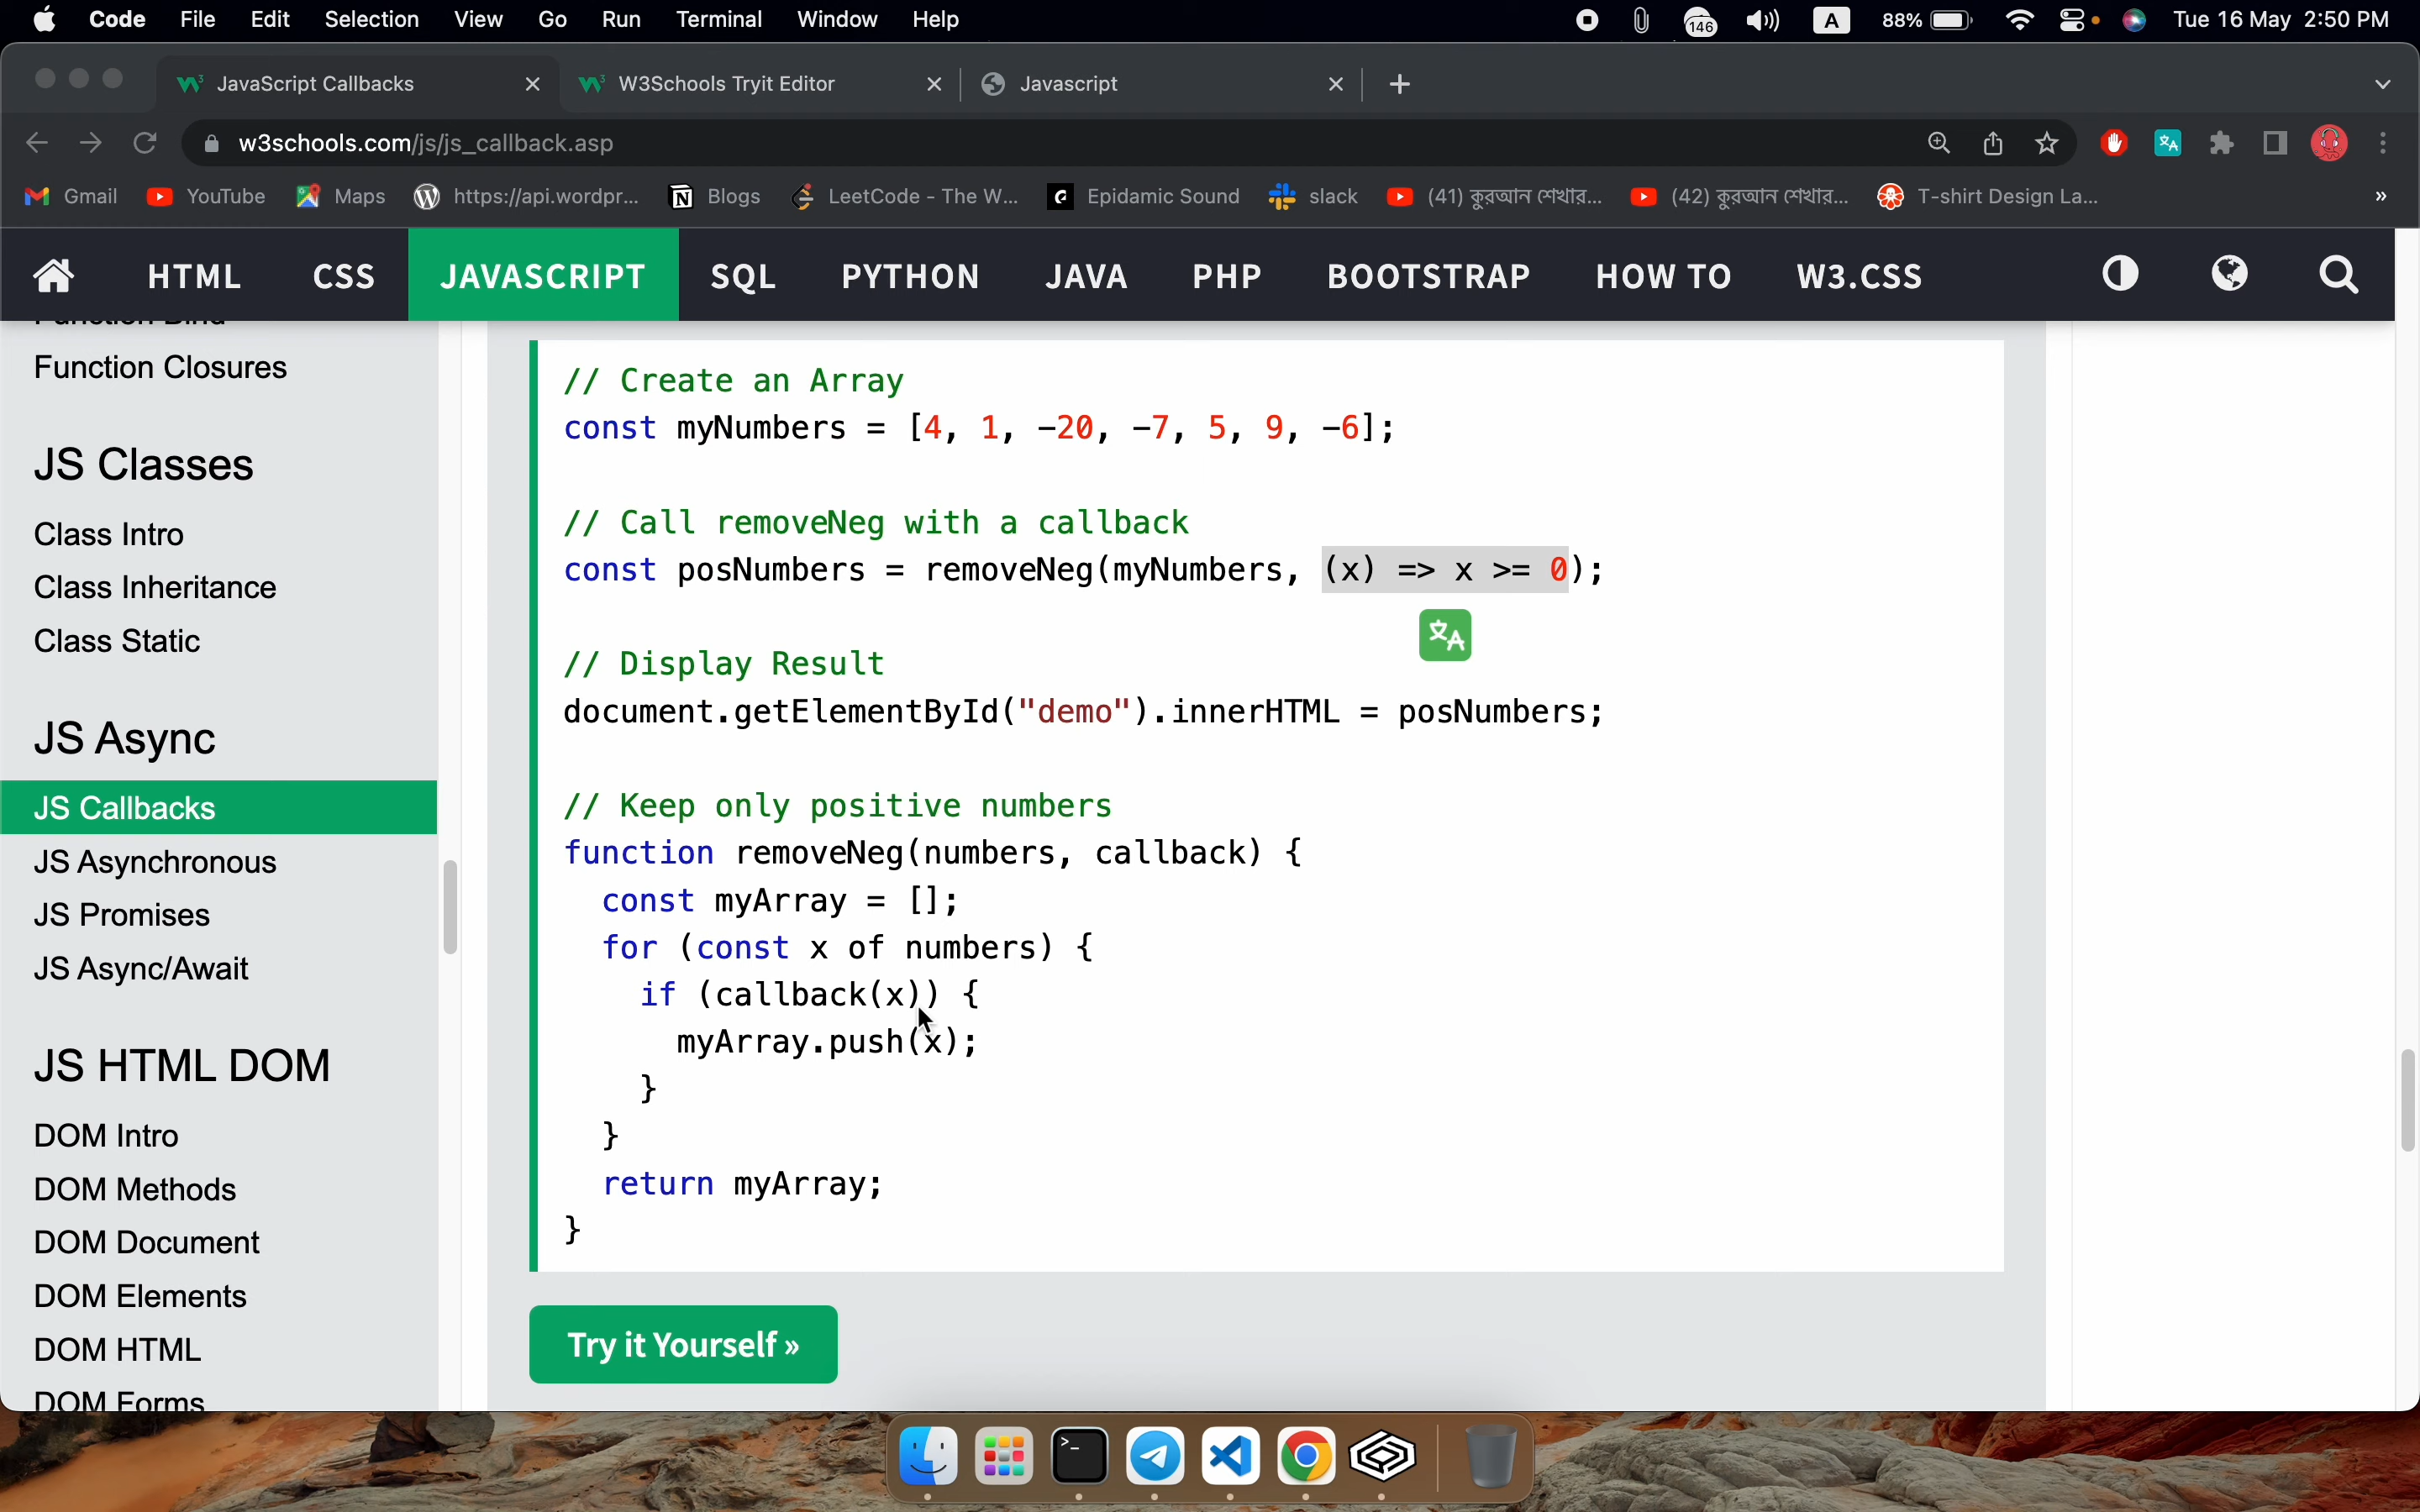 Code File Edit Selection View Go Run Terminal Window Help 146 A 88% Tue 16 May 2:50 PM
JavaScript Callbacks W3Schools Tryit Editor Javascript
w3schools.com/js/js_callback.asp
Gmail YouTube Maps https://api.wordpr... Blogs LeetCode - The W... Epidamic Sound slack (41) কুরআন শেখার... (42) কুরআন শেখার... T-shirt Design La... »
HTML CSS JAVASCRIPT SQL PYTHON JAVA PHP BOOTSTRAP HOW TO W3.CSS
Function Closures
JS Classes
Class Intro
Class Inheritance
Class Static
JS Async
JS Callbacks
JS Asynchronous
JS Promises
JS Async/Await
JS HTML DOM
DOM Intro
DOM Methods
DOM Document
DOM Elements
DOM HTML
DOM Forms
// Create an Array
const myNumbers = [4, 1, -20, -7, 5, 9, -6];
// Call removeNeg with a callback
const posNumbers = removeNeg(myNumbers, (x) => x >= 0);
// Display Result
document.getElementById("demo").innerHTML = posNumbers;
// Keep only positive numbers
function removeNeg(numbers, callback) {
const myArray = [];
for (const x of numbers) {
if (callback(x)) {
myArray.push(x);
}
}
return myArray;
}
Try it Yourself »